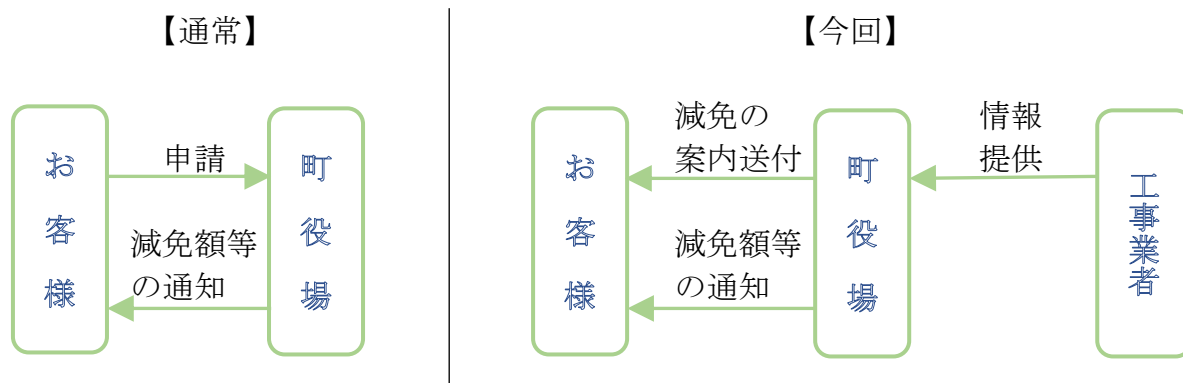 【通常】
お客様
申請
減免額等
の通知
町役場
【今回】
お客様
減免の
案内送付
減免額等
の通知
町役場
情報
提供
工事業者